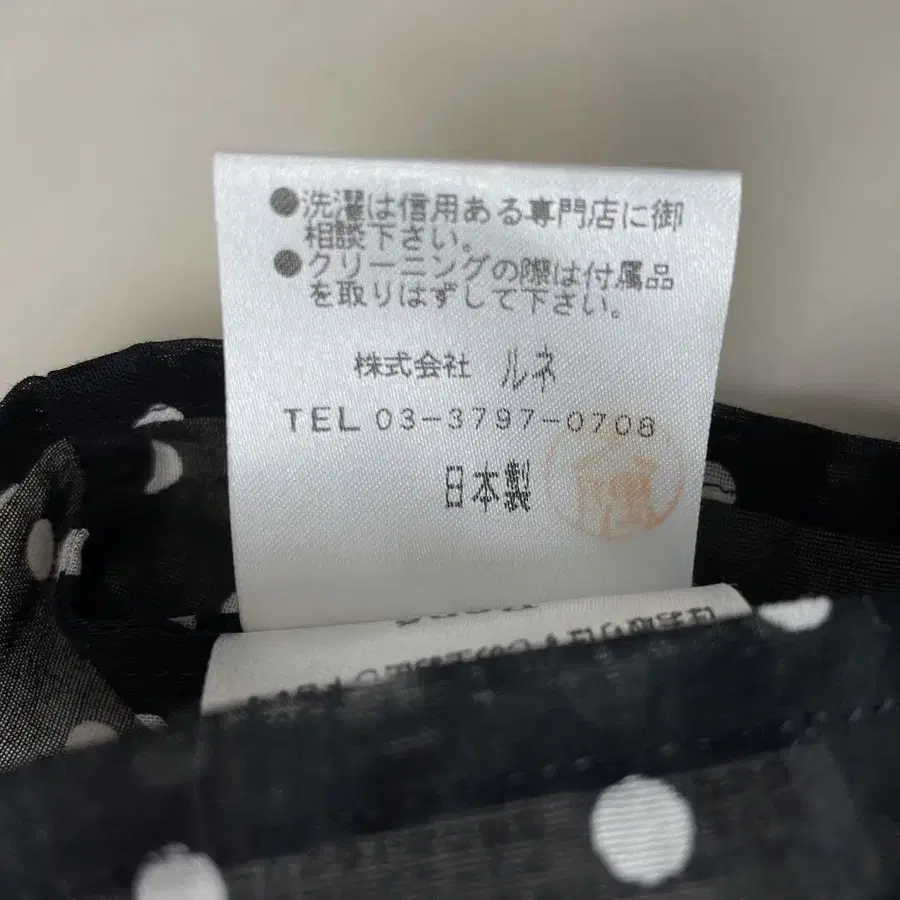 ●洗濯は信用ある専門店に御
相談下さい。
●クリーニングの際は付属品
を取りはずして下さい。
株式会社 ルネ
TEL 03-3797-0708
日本製